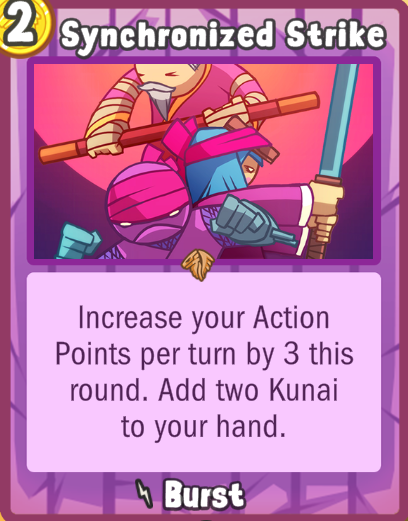 2
Synchronized Strike
Increase your Action
Points per turn by 3 this
round. Add two Kunai
to your hand.
Burst